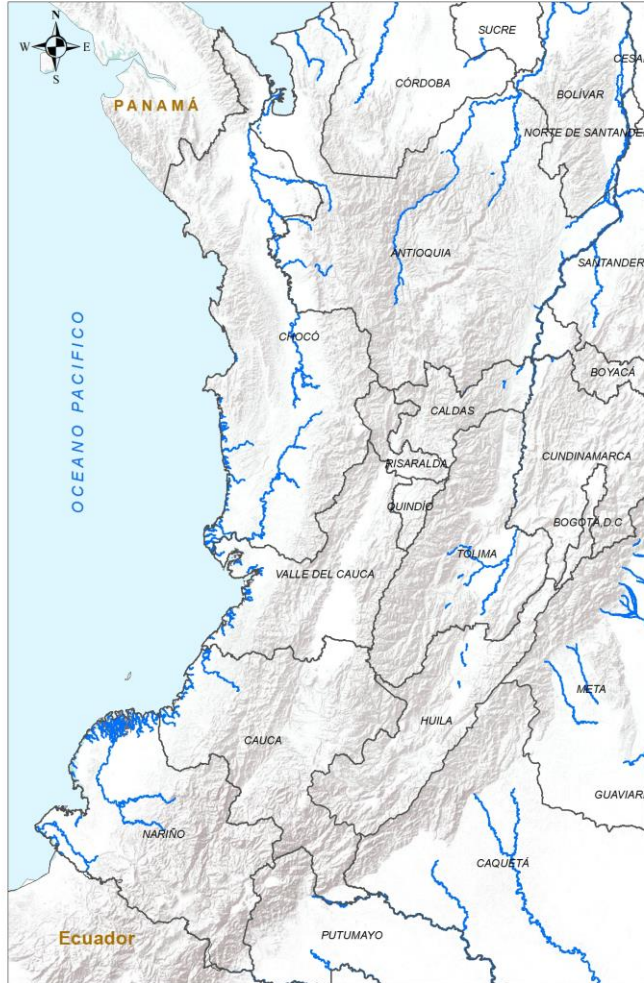 N
W E
S
SUCRE
CÓRDOBA
BOLÍVAR
PANAMÁ
NORTE DE SANTANDER
ANTIOQUIA
SANTANDER
OCEANO PACIFICO
CHOCÓ
BOYACÁ
CALDAS
CUNDINAMARCA
RISARALDA
QUINDÍO
BOGOTÁ D.C
TOLIMA
VALLE DEL CAUCA
META
HUILA
CAUCA
GUAVIAR
NARIÑO
CAQUETÁ
Ecuador
PUTUMAYO